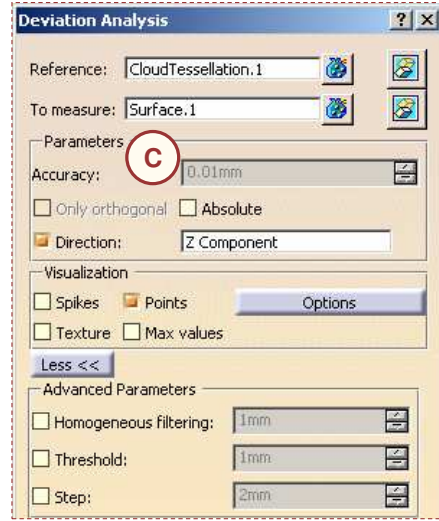 Deviation Analysis
Reference: CloudTessellation.1
To measure: Surface.1
Parameters
C
Accuracy: 0.01mm
Only orthogonal Absolute
Direction: Z Component
Visualization
Spikes Points Options
Texture Max values
Less <<
Advanced Parameters
Homogeneous filtering: 1mm
Threshold: 1mm
Step: 2mm